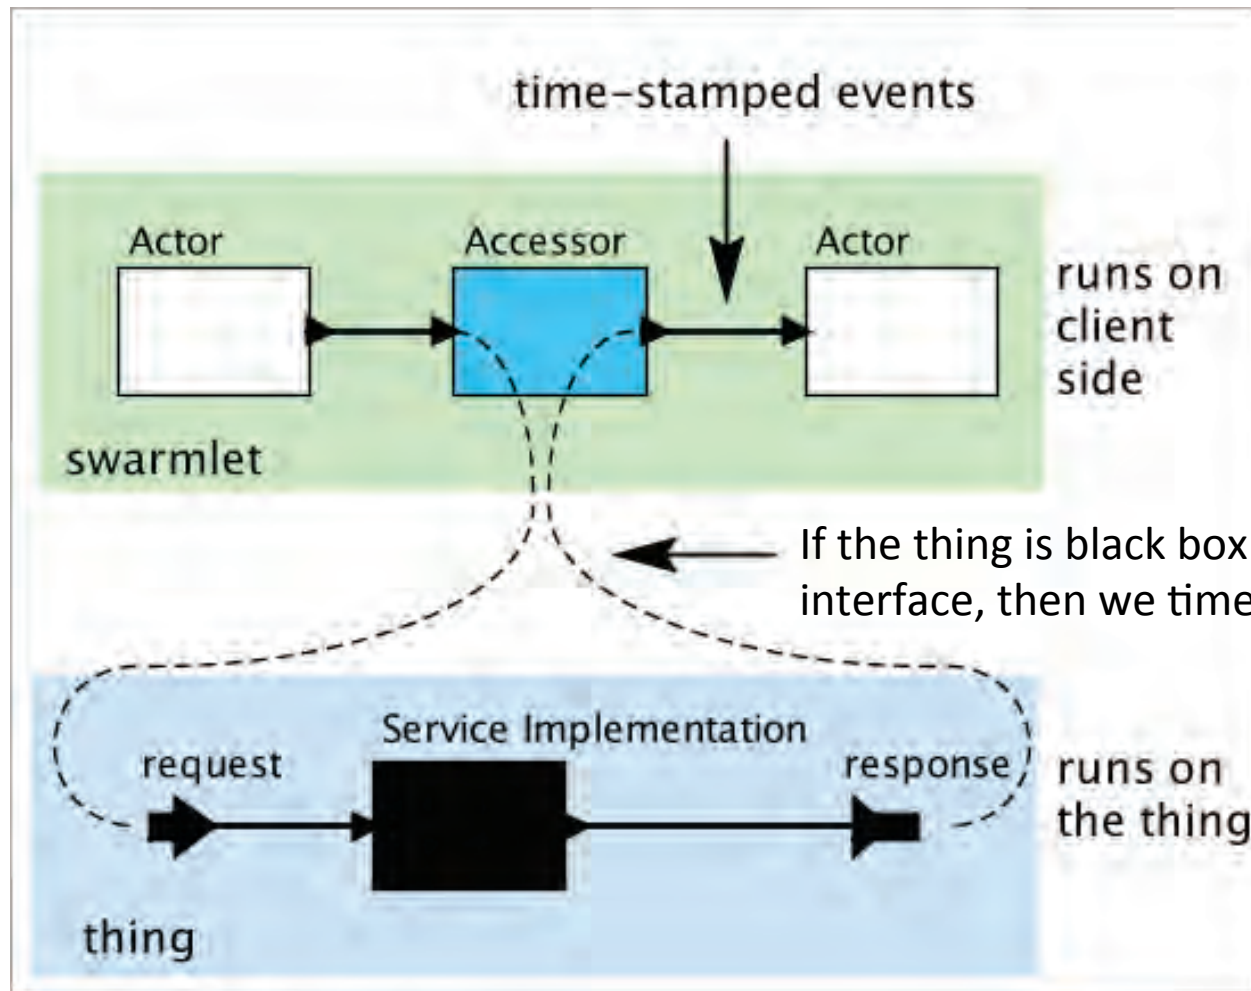 time-stamped events
Actor
Accessor
Actor
runs on
client
side
swarmlet
If the thing is black box
interface, then we time
Service Implementation
request
response
runs on
the thing
thing